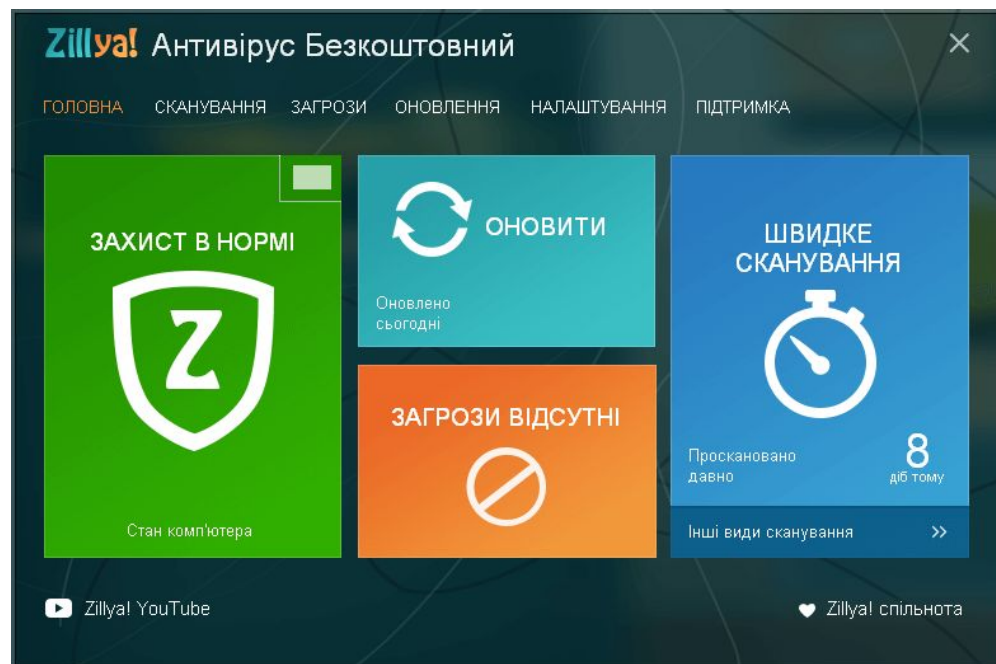 Zillya! Антивірус Безкоштовний
ГОЛОВНА СКАНУВАННЯ ЗАГРОЗИ ОНОВЛЕННЯ НАЛАШТУВАННЯ ПІДТРИМКА
ЗАХИСТ В НОРМІ
Z
Стан комп'ютера
ОНОВИТИ
Оновлено
сьогодні
ЗАГРОЗИ ВІДСУТНІ
ШВИДКЕ
СКАНУВАННЯ
Проскановано
давно
8
діб тому
Інші види сканування
Zillya! YouTube
Zillya! спільнота